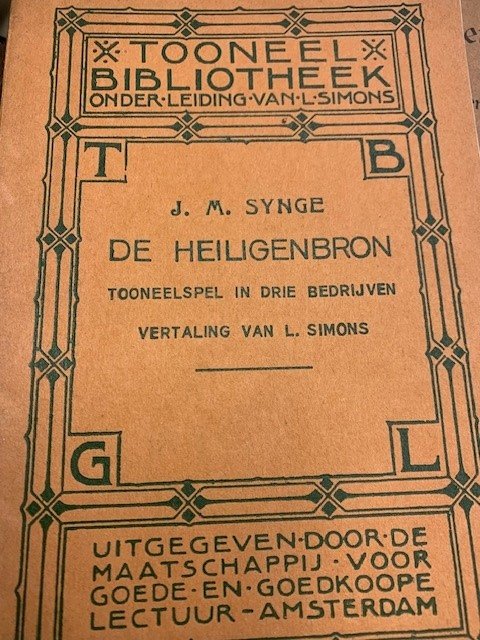 TOONEEL
BIBLIOTHEEK
ONDER·LEIDING·VAN·L·SIMONS
T B
J. M. SYNGE
DE HEILIGENBRON
TOONEELSPEL IN DRIE BEDRIJVEN
VERTALING VAN L. SIMONS
G L
UITGEGEVEN·DOOR·DE
MAATSCHAPPIJ·VOOR
GOEDE·EN·GOEDKOOPE
LECTUUR–AMSTERDAM